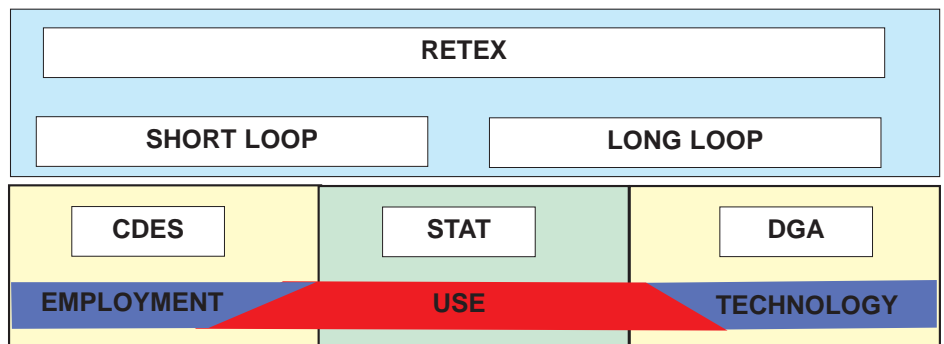 RETEX
SHORT LOOP LONG LOOP
CDES STAT DGA
EMPLOYMENT USE TECHNOLOGY